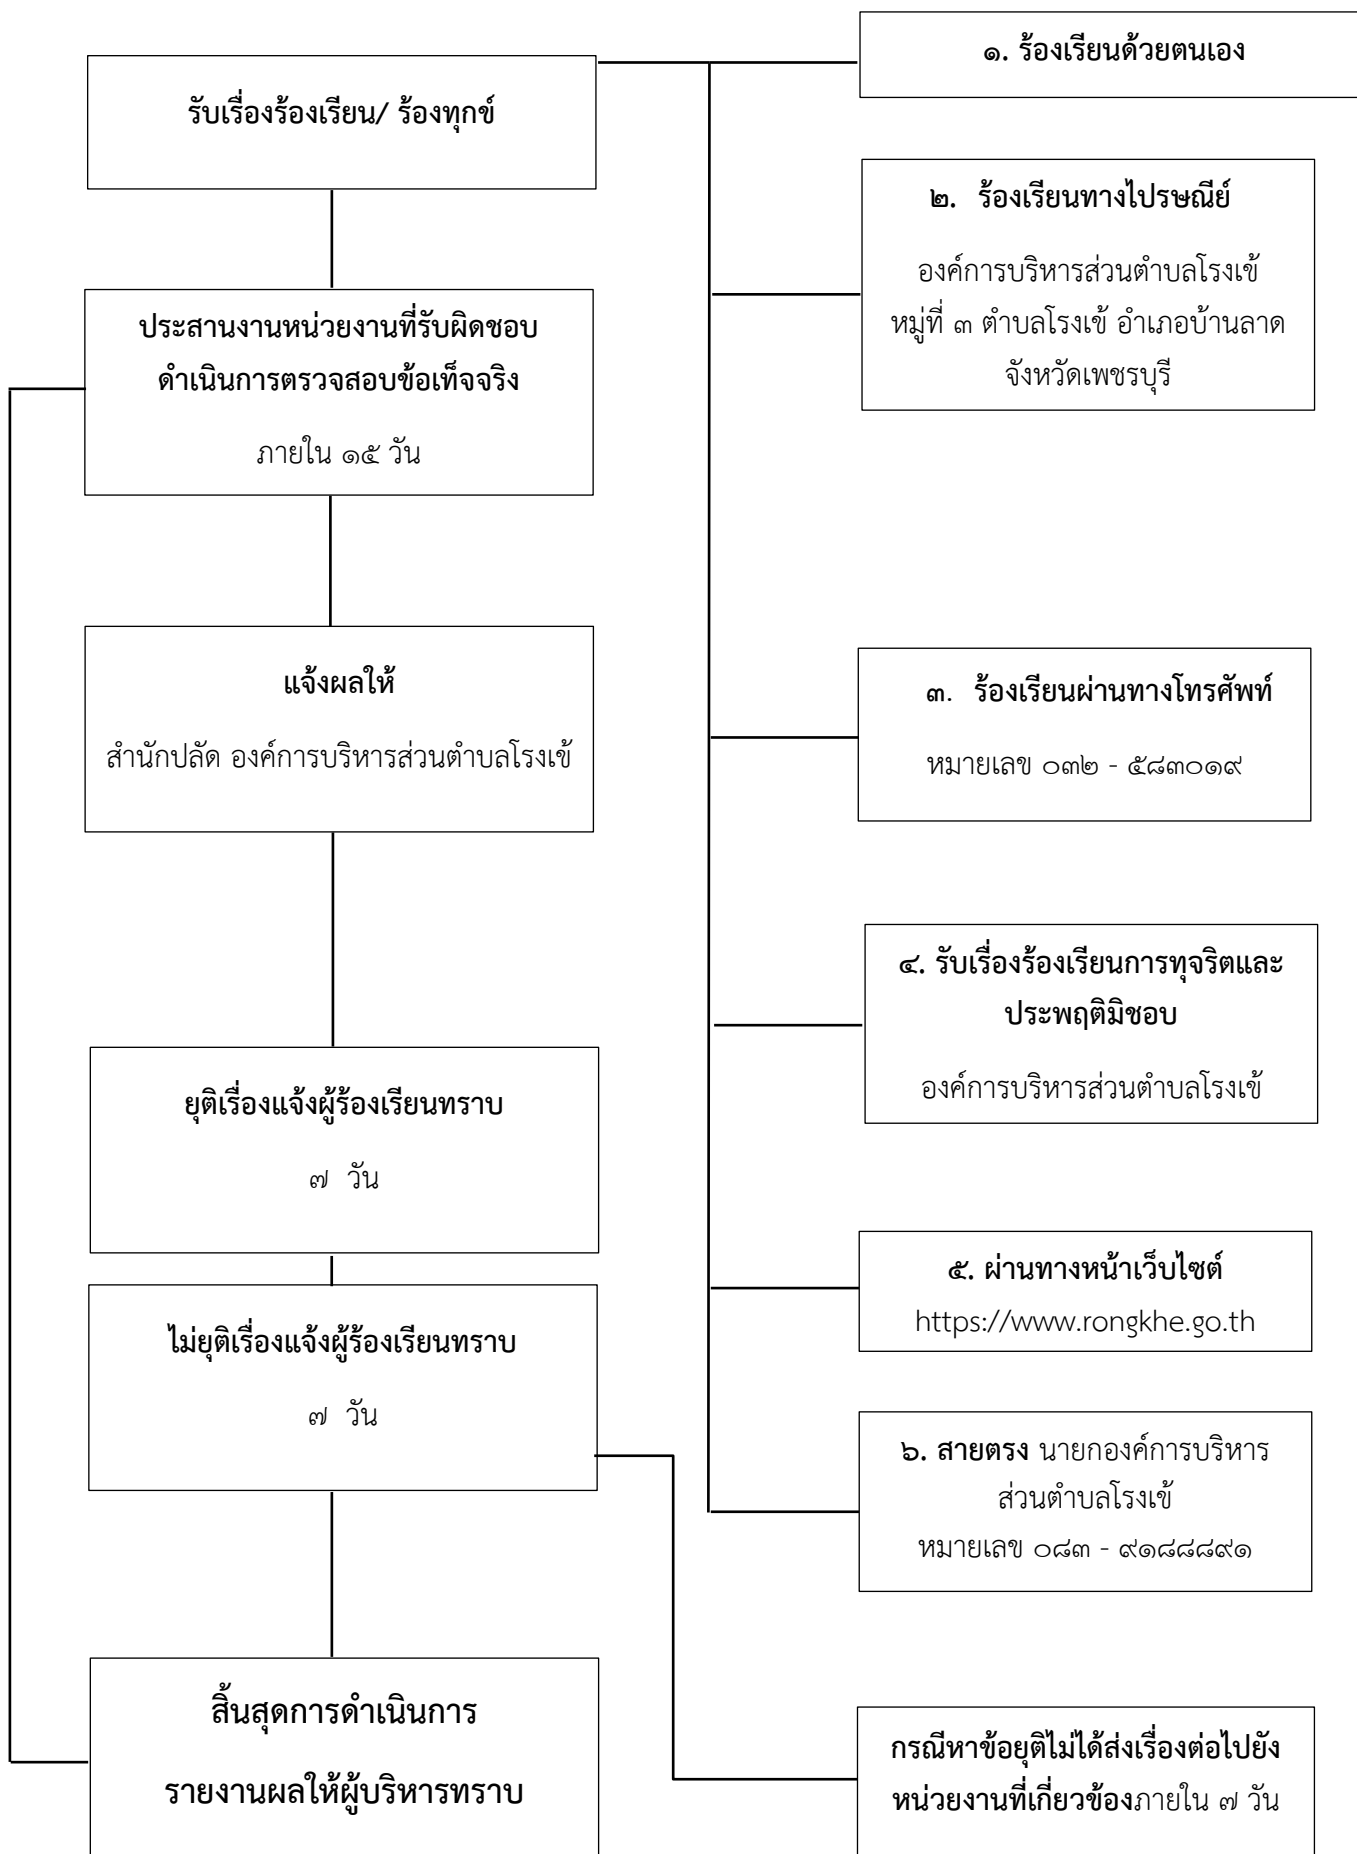 รับเรื่องร้องเรียน/ ร้องทุกข์
ประสานงานหน่วยงานที่รับผิดชอบ
ดำเนินการตรวจสอบข้อเท็จจริง
ภายใน ๑๕ วัน
แจ้งผลให้
สำนักปลัด องค์การบริหารส่วนตำบลโรงเข้
ยุติเรื่องแจ้งผู้ร้องเรียนทราบ
๗ วัน
ไม่ยุติเรื่องแจ้งผู้ร้องเรียนทราบ
๗ วัน
สิ้นสุดการดำเนินการ
รายงานผลให้ผู้บริหารทราบ
๑. ร้องเรียนด้วยตนเอง
๒. ร้องเรียนทางไปรษณีย์
องค์การบริหารส่วนตำบลโรงเข้
หมู่ที่ ๓ ตำบลโรงเข้ อำเภอบ้านลาด
จังหวัดเพชรบุรี
๓. ร้องเรียนผ่านทางโทรศัพท์
หมายเลข ๐๓๒ - ๕๘๓๐๑๙
๔. รับเรื่องร้องเรียนการทุจริตและ
ประพฤติมิชอบ
องค์การบริหารส่วนตำบลโรงเข้
๕. ผ่านทางหน้าเว็บไซต์
https://www.rongkhe.go.th
๖. สายตรง นายกองค์การบริหาร
ส่วนตำบลโรงเข้
หมายเลข ๐๘๓ - ๙๑๘๘๘๙๑
กรณีหาข้อยุติไม่ได้ส่งเรื่องต่อไปยัง
หน่วยงานที่เกี่ยวข้องภายใน ๗ วัน